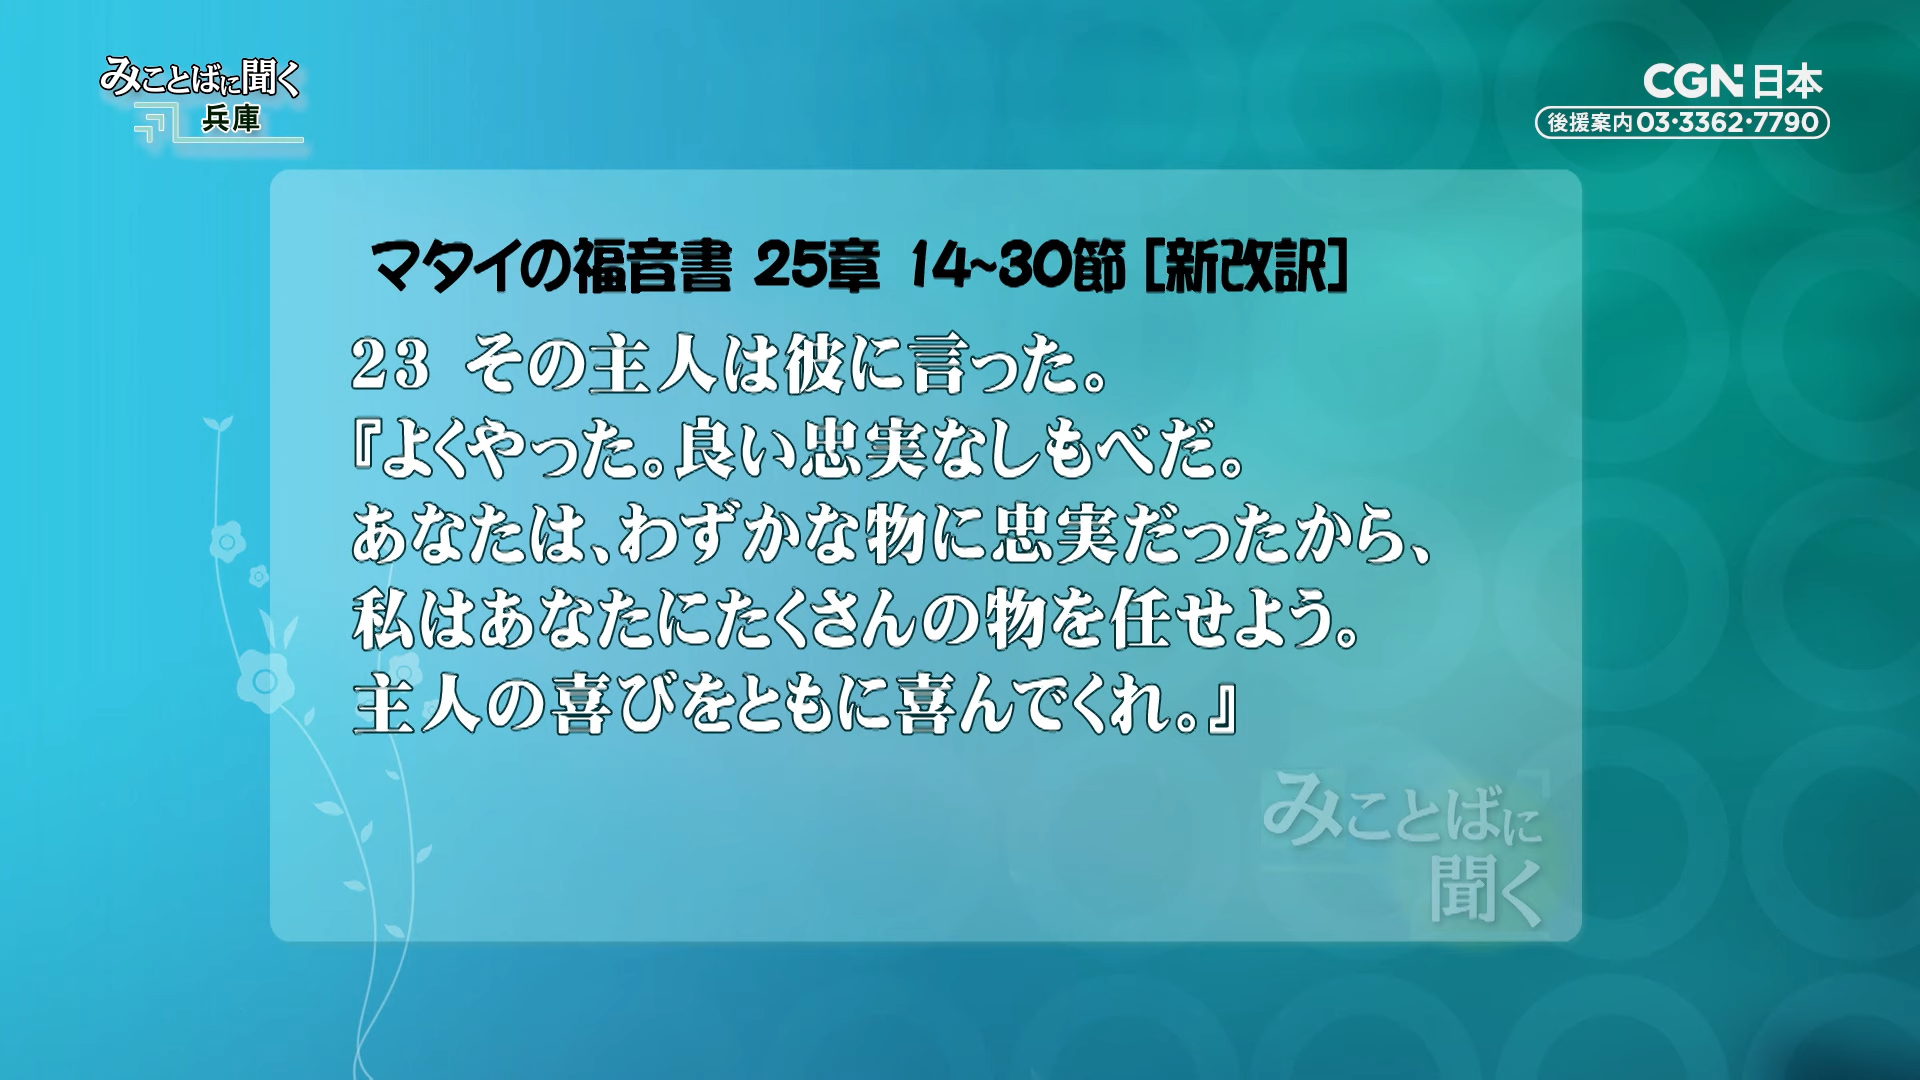 みことばに聞く
兵庫
CGN日本
後援案内03・3362・7790
マタイの福音書 25章 14~30節 [新改訳]
23 その主人は彼に言った。
『よくやった。良い忠実なしもべだ。
あなたは、わずかな物に忠実だったから、
私はあなたにたくさんの物を任せよう。
主人の喜びをともに喜んでくれ。』
みことばに
聞く